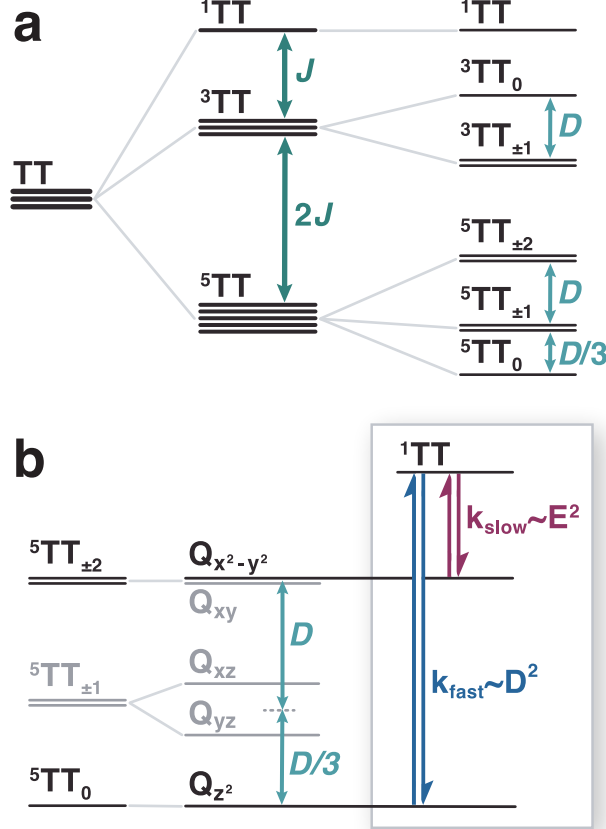 a
¹TT
¹TT
J
³TT
³TT₀
D
³TT±₁
TT
2J
⁵TT
⁵TT±₂
D
⁵TT±₁
D/3
⁵TT₀
b
¹TT
kslow~E²
⁵TT±₂
Qx²-y²
Qxy
D
⁵TT±₁
Qxz
kfast~D²
Qyz
D/3
⁵TT₀
Qz²